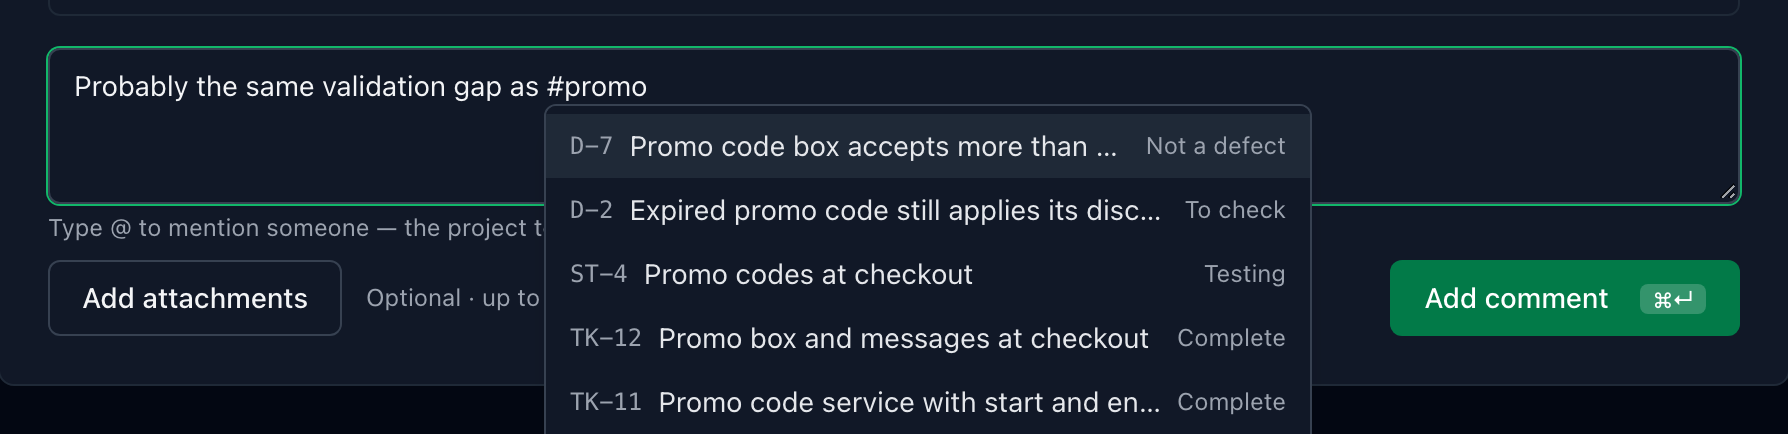 Probably the same validation gap as #promo
D–7 Promo code box accepts more than ... Not a defect
D–2 Expired promo code still applies its disc... To check
Type @ to mention someone — the project t
ST–4 Promo codes at checkout Testing
Add attachments Optional · up to Add comment ⌘↵
TK–12 Promo box and messages at checkout Complete
TK–11 Promo code service with start and en... Complete